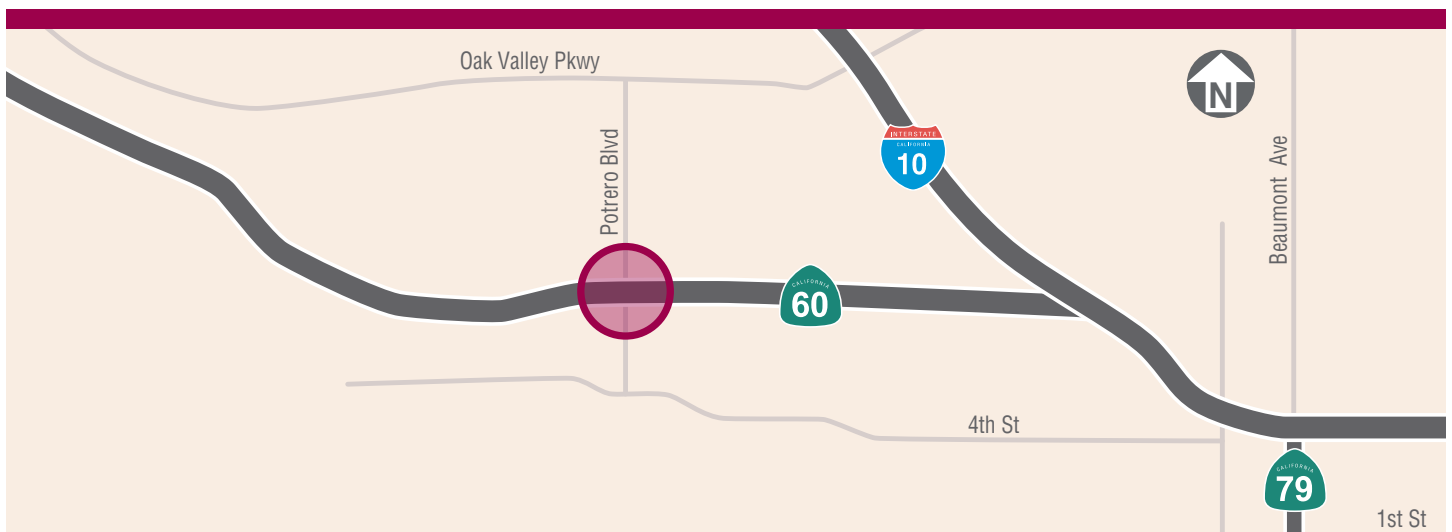 Oak Valley Pkwy
N
INTERSTATE
CALIFORNIA
10
Potrero Blvd
Beaumont Ave
CALIFORNIA
60
4th St
CALIFORNIA
79
1st St